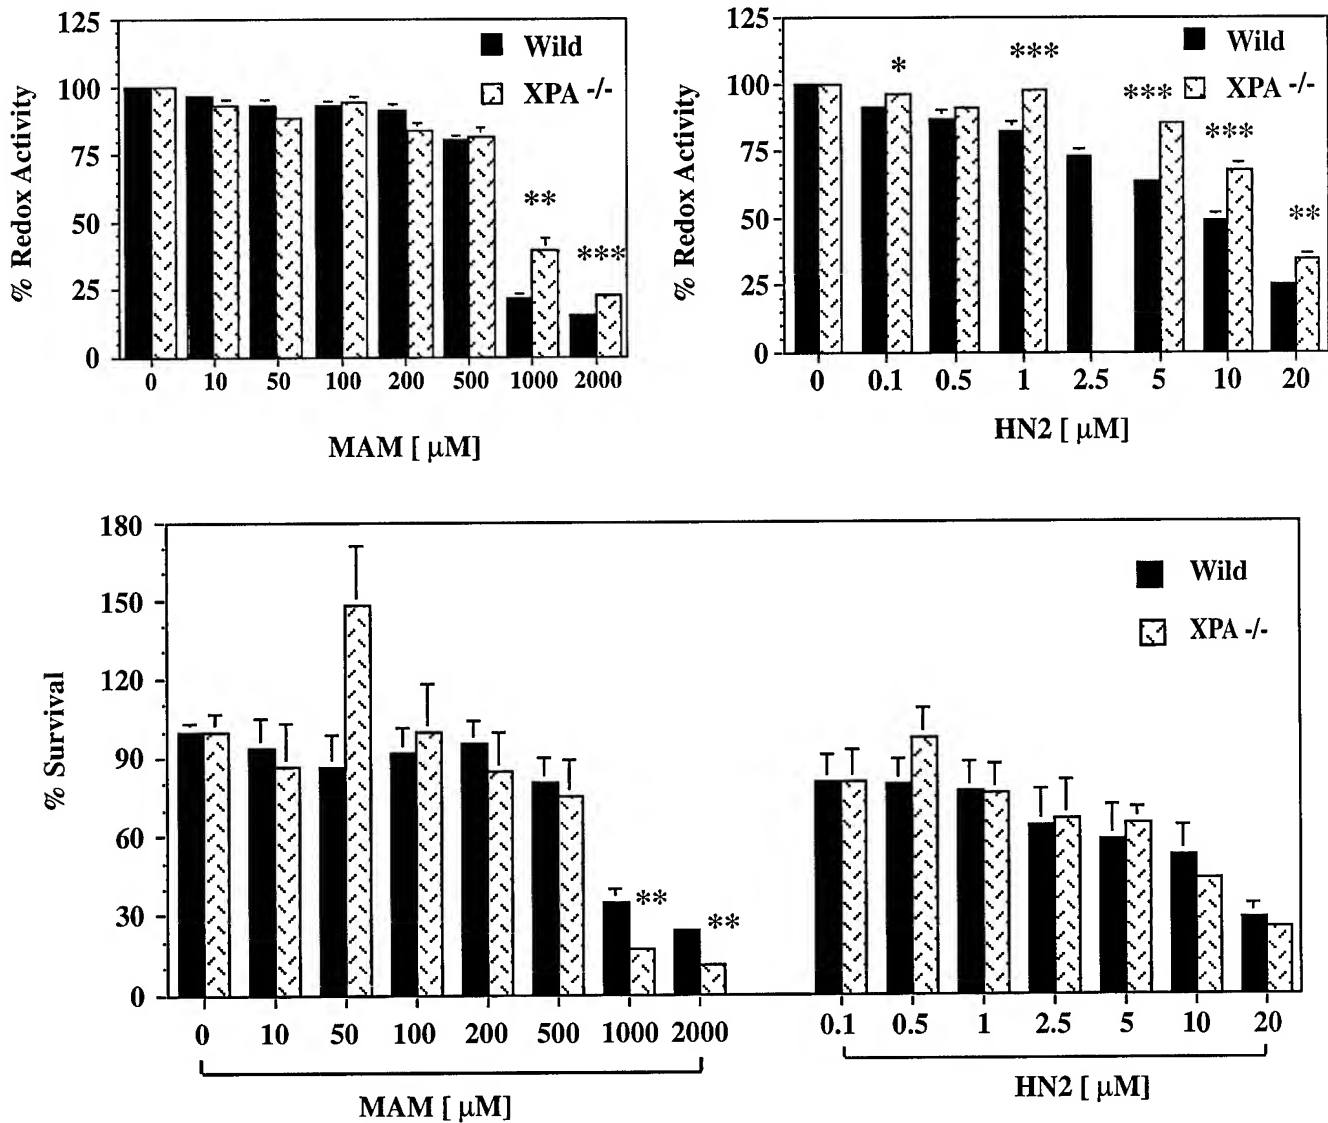 125
100
75
50
25
0
% Redox Activity
Wild
XPA -/-
**
***
0 10 50 100 200 500 1000 2000
MAM [ μM]
125
100
75
50
25
0
% Redox Activity
Wild
XPA -/-
*
***
***
***
**
0 0.1 0.5 1 2.5 5 10 20
HN2 [ μM]
180
150
120
90
60
30
0
% Survival
Wild
XPA -/-
**
**
0 10 50 100 200 500 1000 2000
MAM [ μM]
0.1 0.5 1 2.5 5 10 20
HN2 [ μM]